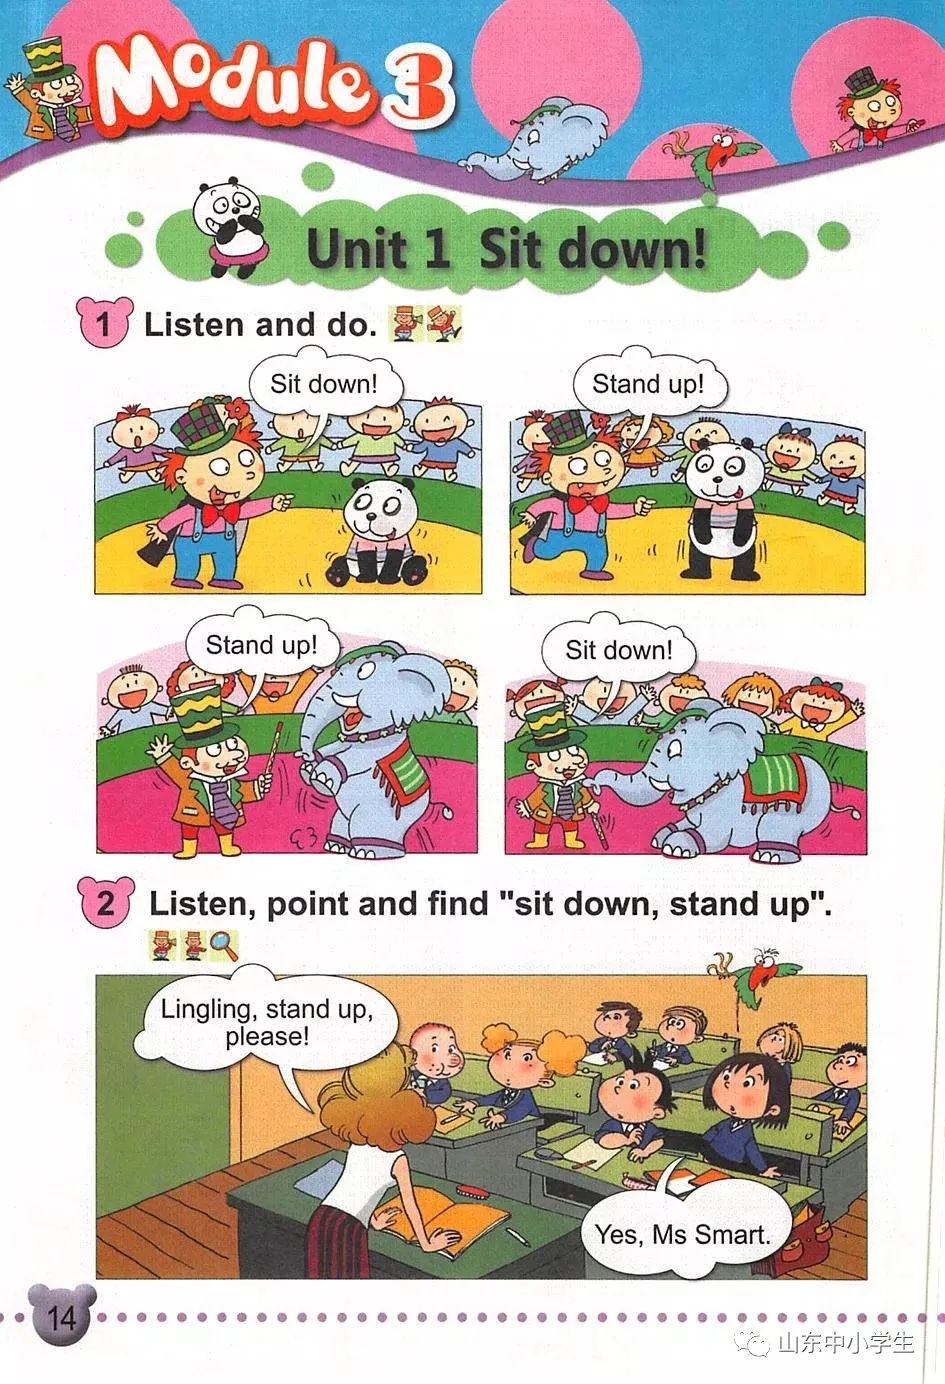 Module 3
Unit 1 Sit down!
1 Listen and do.
Sit down!
Stand up!
Stand up!
Sit down!
2 Listen, point and find "sit down, stand up".
Lingling, stand up,
please!
Yes, Ms Smart.
14
山东中小学生